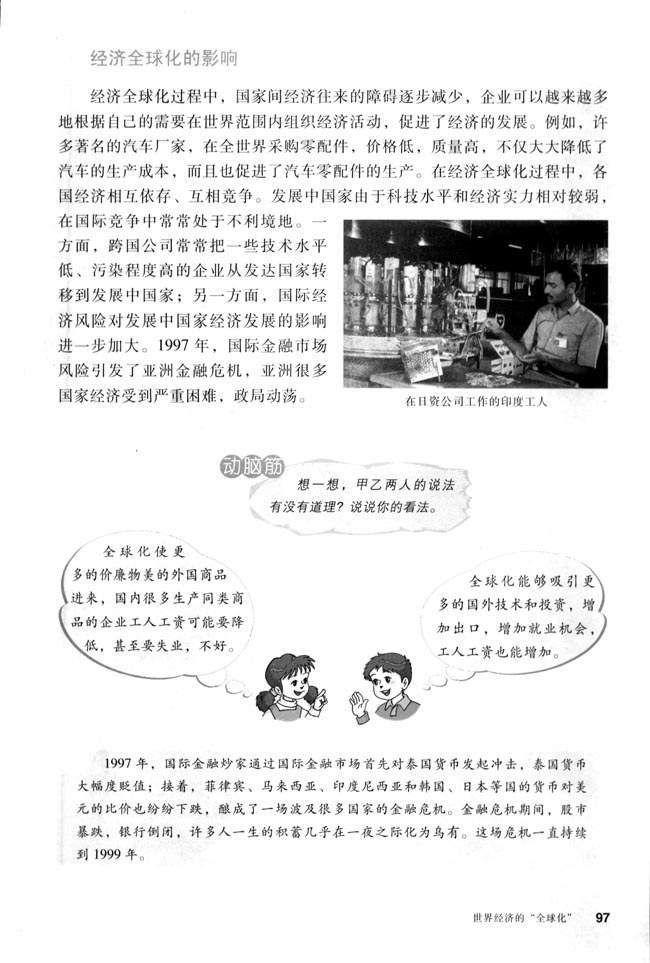 经济全球化的影响
经济全球化过程中，国家间经济往来的障碍逐步减少，企业可以越来越多
地根据自己的需要在世界范围内组织经济活动，促进了经济的发展。例如，许
多著名的汽车厂家，在全世界采购零配件，价格低，质量高，不仅大大降低了
汽车的生产成本，而且也促进了汽车零配件的生产。在经济全球化过程中，各
国经济相互依存、互相竞争。发展中国家由于科技水平和经济实力相对较弱，
在国际竞争中常常处于不利境地。一
方面，跨国公司常常把一些技术水平
低、污染程度高的企业从发达国家转
移到发展中国家；另一方面，国际经
济风险对发展中国家经济发展的影响
进一步加大。1997 年，国际金融市场
风险引发了亚洲金融危机，亚洲很多
国家经济受到严重困难，政局动荡。
在日资公司工作的印度工人
动脑筋
想一想，甲乙两人的说法
有没有道理？说说你的看法。
全球化使更
多的价廉物美的外国商品
进来，国内很多生产同类商
品的企业工人工资可能要降
低，甚至要失业，不好。
全球化能够吸引更
多的国外技术和投资，增
加出口，增加就业机会，
工人工资也能增加。
1997 年，国际金融炒家通过国际金融市场首先对泰国货币发起冲击，泰国货币
大幅度贬值；接着，菲律宾、马来西亚、印度尼西亚和韩国、日本等国的货币对美
元的比价也纷纷下跌，酿成了一场波及很多国家的金融危机。金融危机期间，股市
暴跌，银行倒闭，许多人一生的积蓄几乎在一夜之际化为乌有。这场危机一直持续
到 1999 年。
世界经济的“全球化” 97